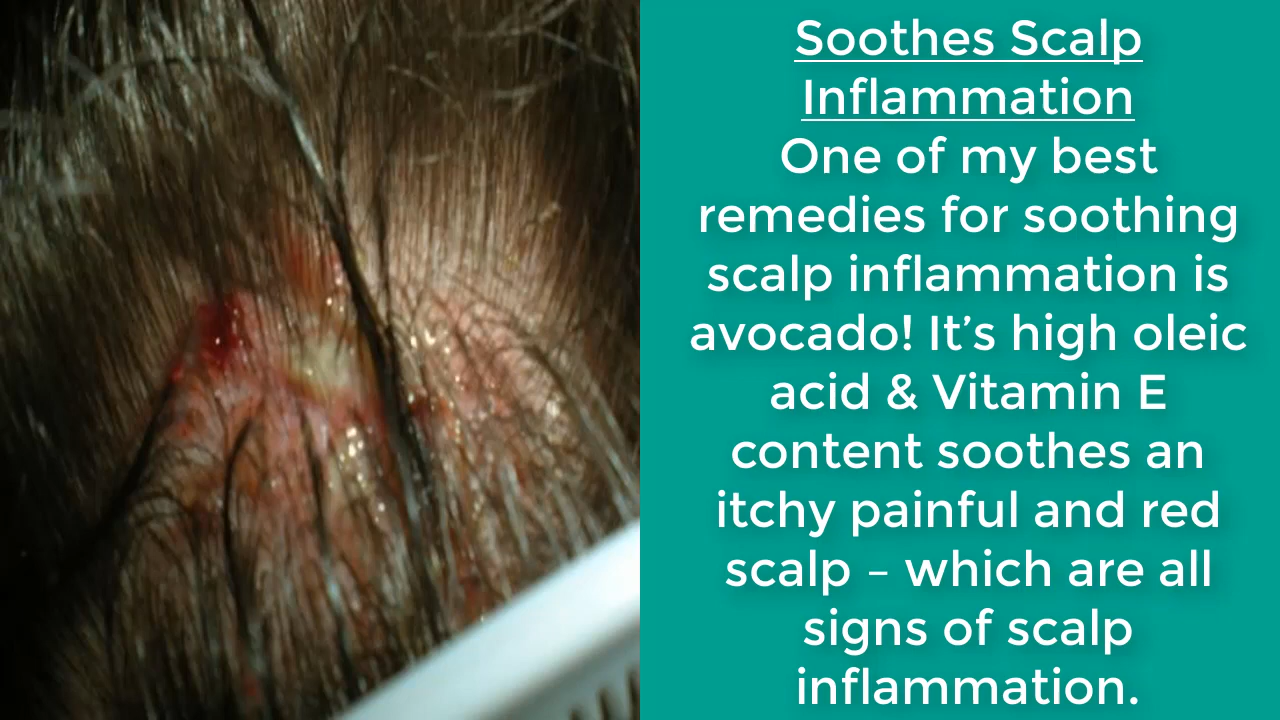 Soothes Scalp
Inflammation
One of my best
remedies for soothing
scalp inflammation is
avocado! It’s high oleic
acid & Vitamin E
content soothes an
itchy painful and red
scalp – which are all
signs of scalp
inflammation.